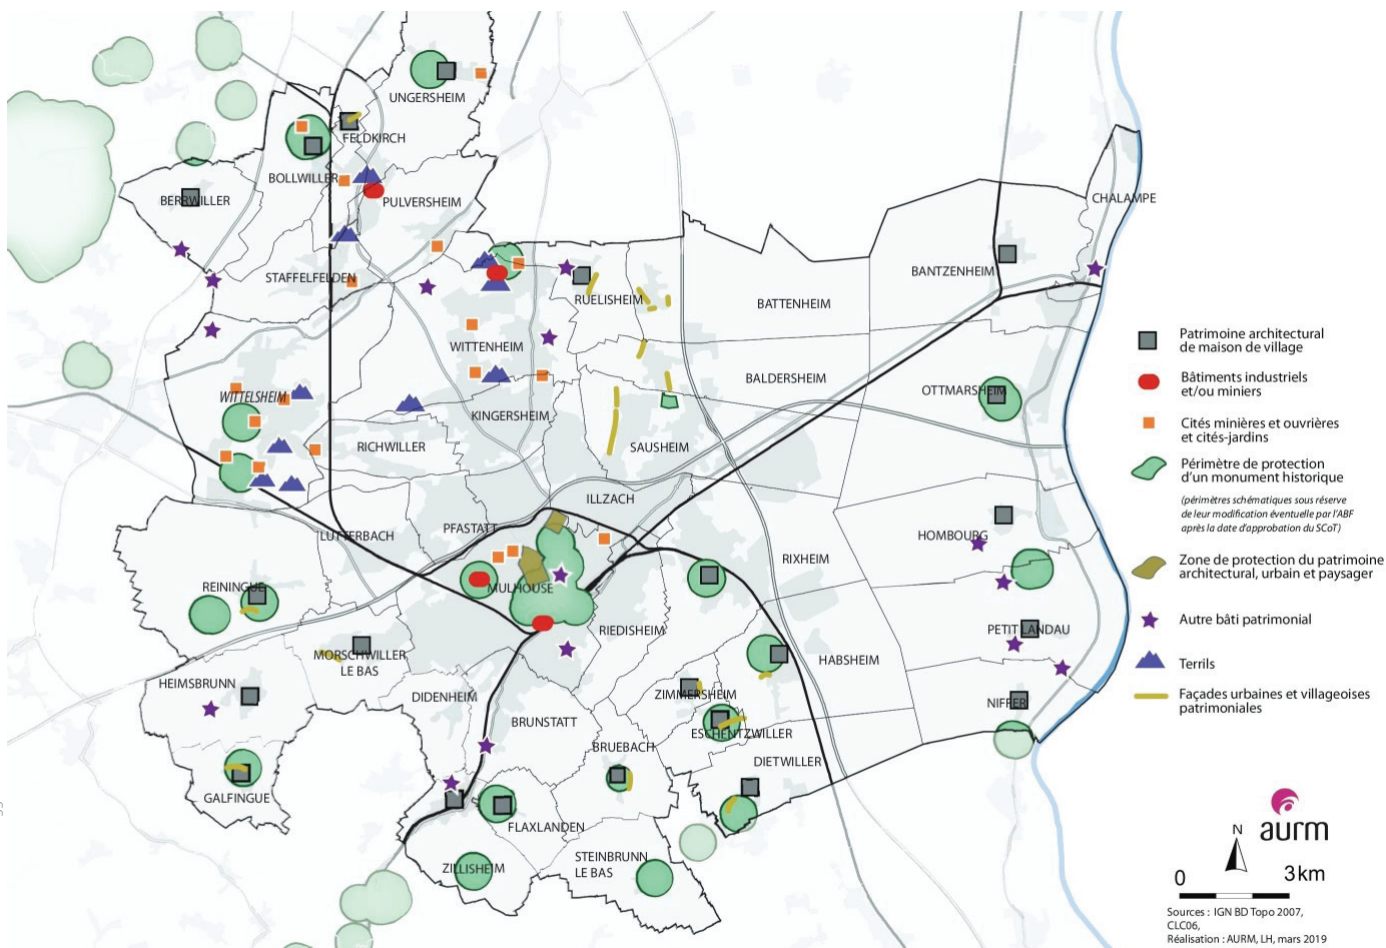 UNGERSHEIM
FELDKIRCH
BOLLWILLER
BERRWILLER
PULVERSHEIM
CHALAMPE
STAFFELFELDEN
BANTZENHEIM
RUELISHEIM
BATTENHEIM
WITTENHEIM
BALDERSHEIM
OTTMARSHEIM
WITTELSHEIM
KINGERSHEIM
RICHWILLER
SAUSHEIM
ILLZACH
PFASTATT
LUTTERBACH
HOMBOURG
RIXHEIM
REININGUE
MULHOUSE
RIEDISHEIM
PETIT LANDAU
MORSCHWILLER
LE BAS
HABSHEIM
HEIMSBRUNN
DIDENHEIM
ZIMMERSHEIM
NIFFER
BRUNSTATT
ESCHENTZWILLER
BRUEBACH
DIETWILLER
GALFINGUE
FLAXLANDEN
ZILLISHEIM
STEINBRUNN
LE BAS
Patrimoine architectural
de maison de village
Bâtiments industriels
et/ou miniers
Cités minières et ouvrières
et cités-jardins
Périmètre de protection
d'un monument historique
(périmètres schématiques sous réserve
de leur modification éventuelle par l'ABF
après la date d'approbation du SCoT)
Zone de protection du patrimoine
architectural, urbain et paysager
Autre bâti patrimonial
Terrils
Façades urbaines et villageoises
patrimoniales
aurm
N
0 3 km
Sources : IGN BD Topo 2007,
CLC06,
Réalisation : AURM, LH, mars 2019